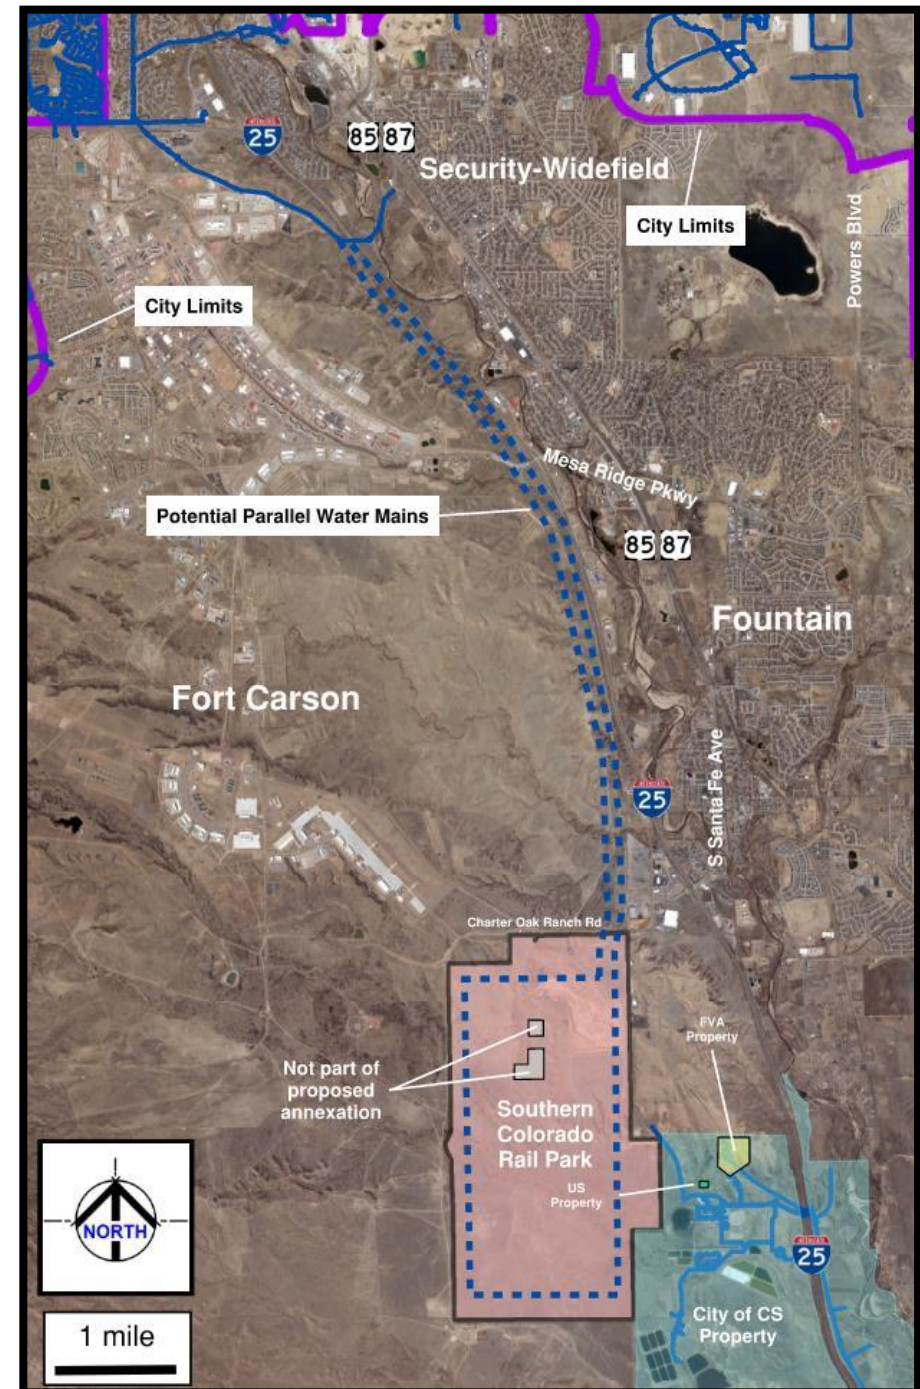 25
85 87
Security-Widefield
City Limits
Powers Blvd
City Limits
Mesa Ridge Pkwy
Potential Parallel Water Mains
85 87
Fountain
Fort Carson
25
S Santa Fe Ave
Charter Oak Ranch Rd
FVA
Property
Not part of
proposed
annexation
Southern
Colorado
Rail Park
US
Property
NORTH
25
City of CS
Property
1 mile